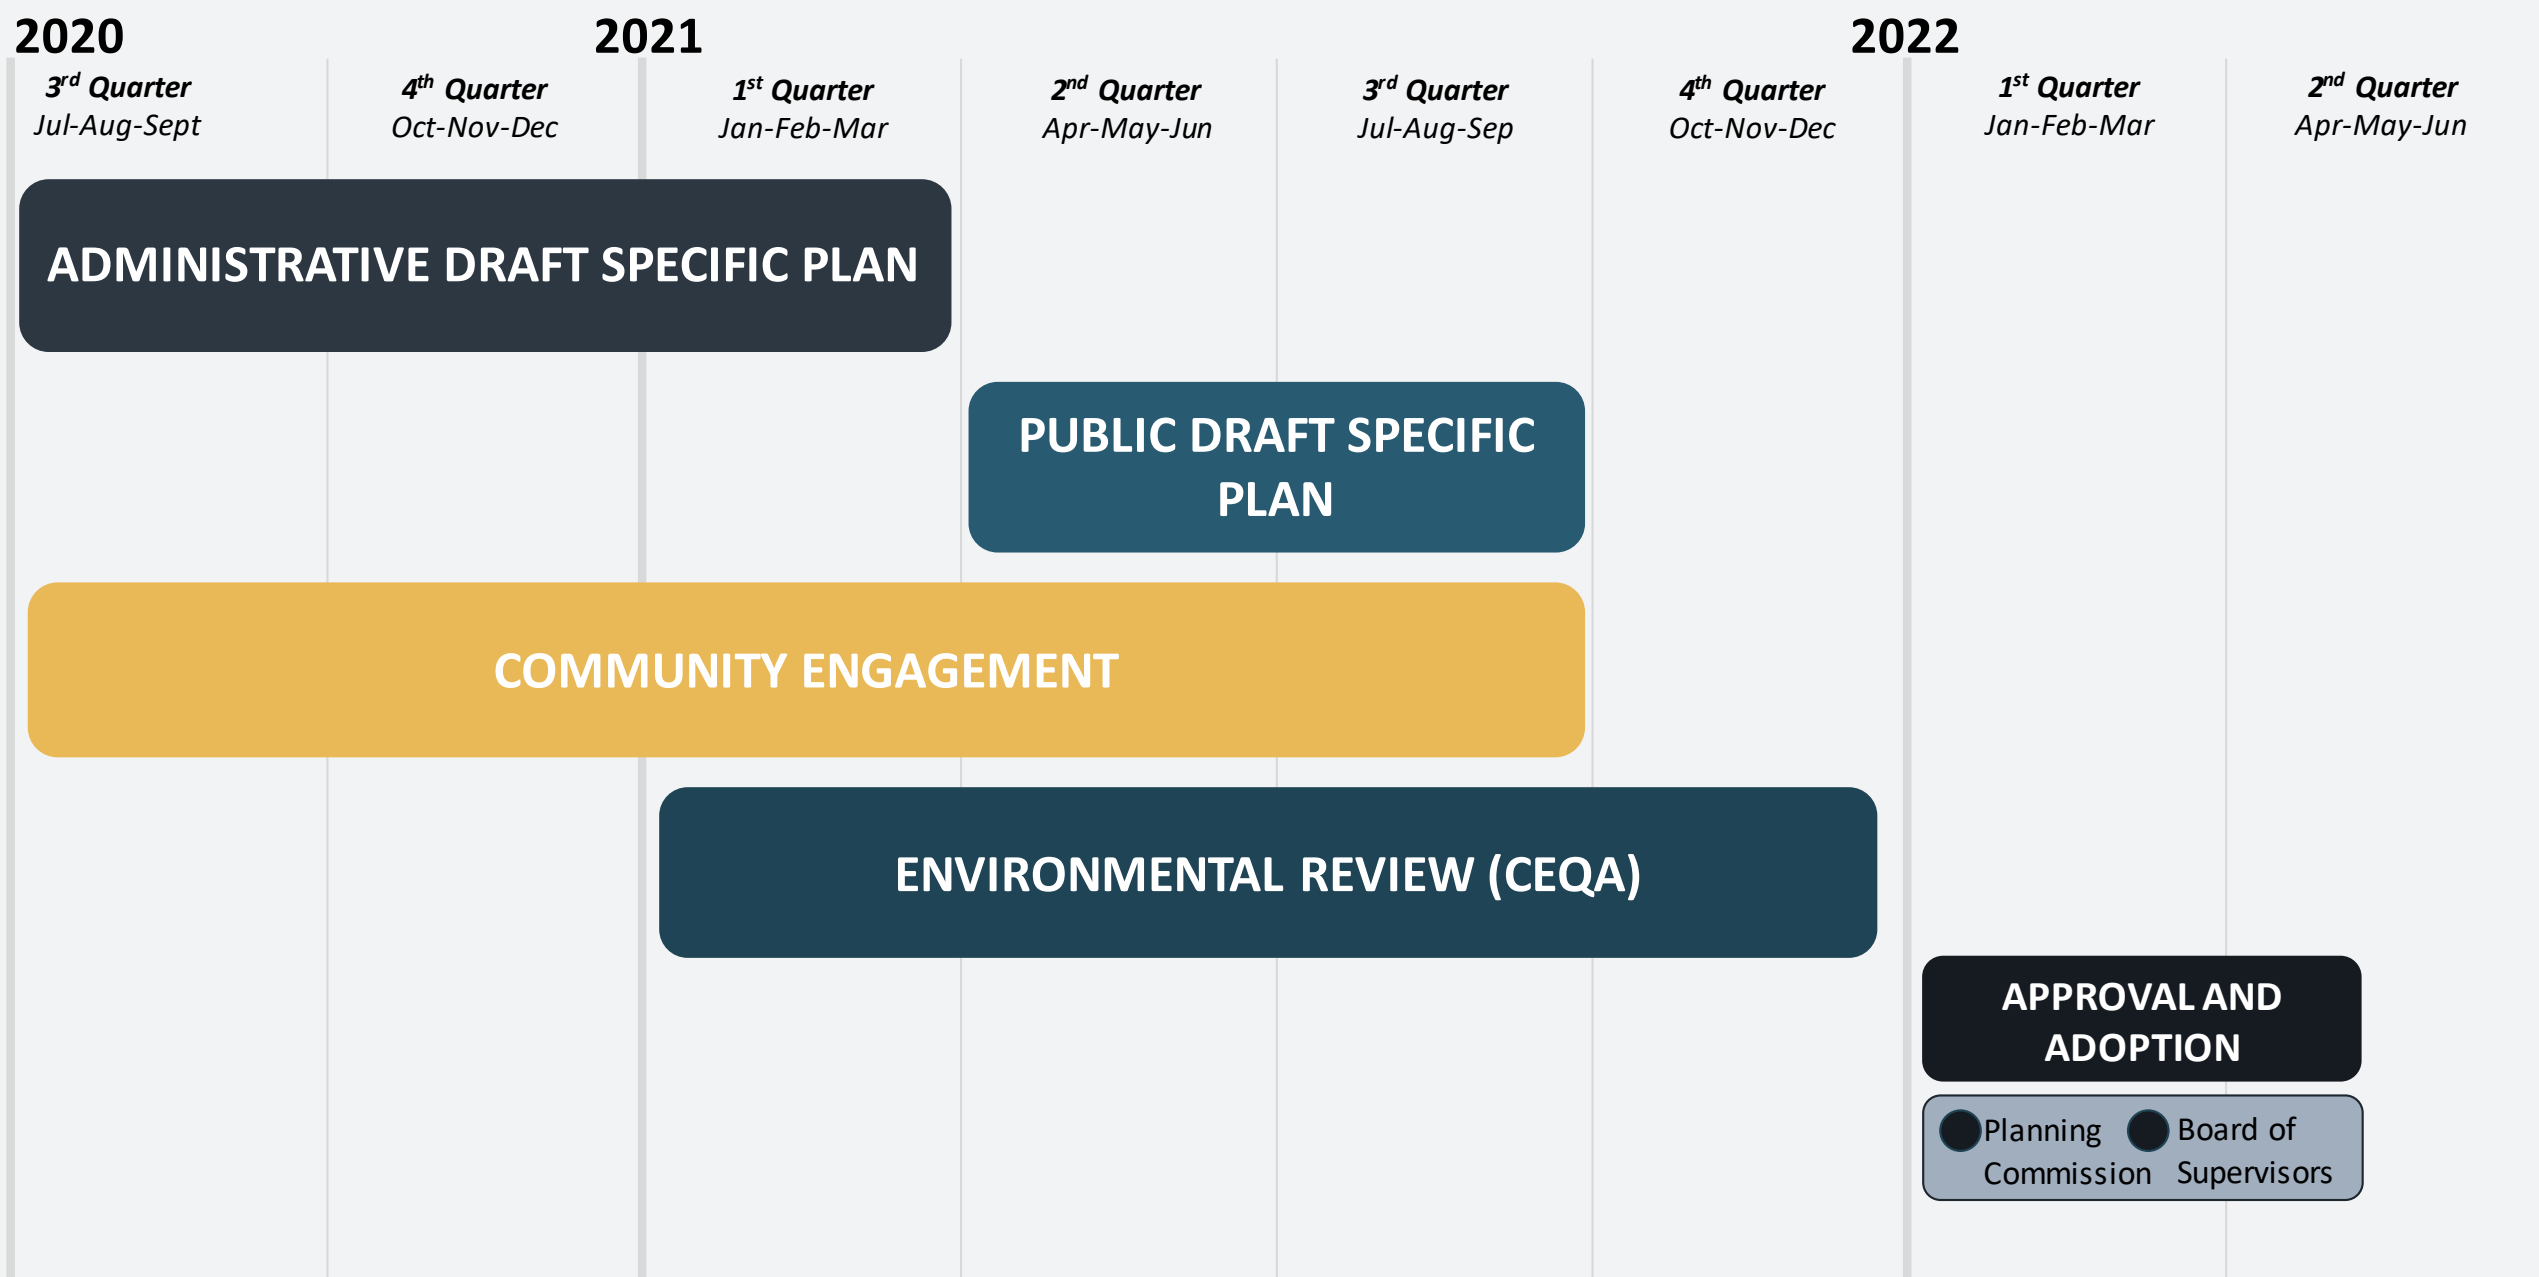 2020 2021 2022
3rd Quarter 4th Quarter 1st Quarter 2nd Quarter 3rd Quarter 4th Quarter 1st Quarter 2nd Quarter
Jul-Aug-Sept Oct-Nov-Dec Jan-Feb-Mar Apr-May-Jun Jul-Aug-Sep Oct-Nov-Dec Jan-Feb-Mar Apr-May-Jun
ADMINISTRATIVE DRAFT SPECIFIC PLAN
PUBLIC DRAFT SPECIFIC
PLAN
COMMUNITY ENGAGEMENT
ENVIRONMENTAL REVIEW (CEQA)
APPROVAL AND
ADOPTION
Planning
Commission
Board of
Supervisors